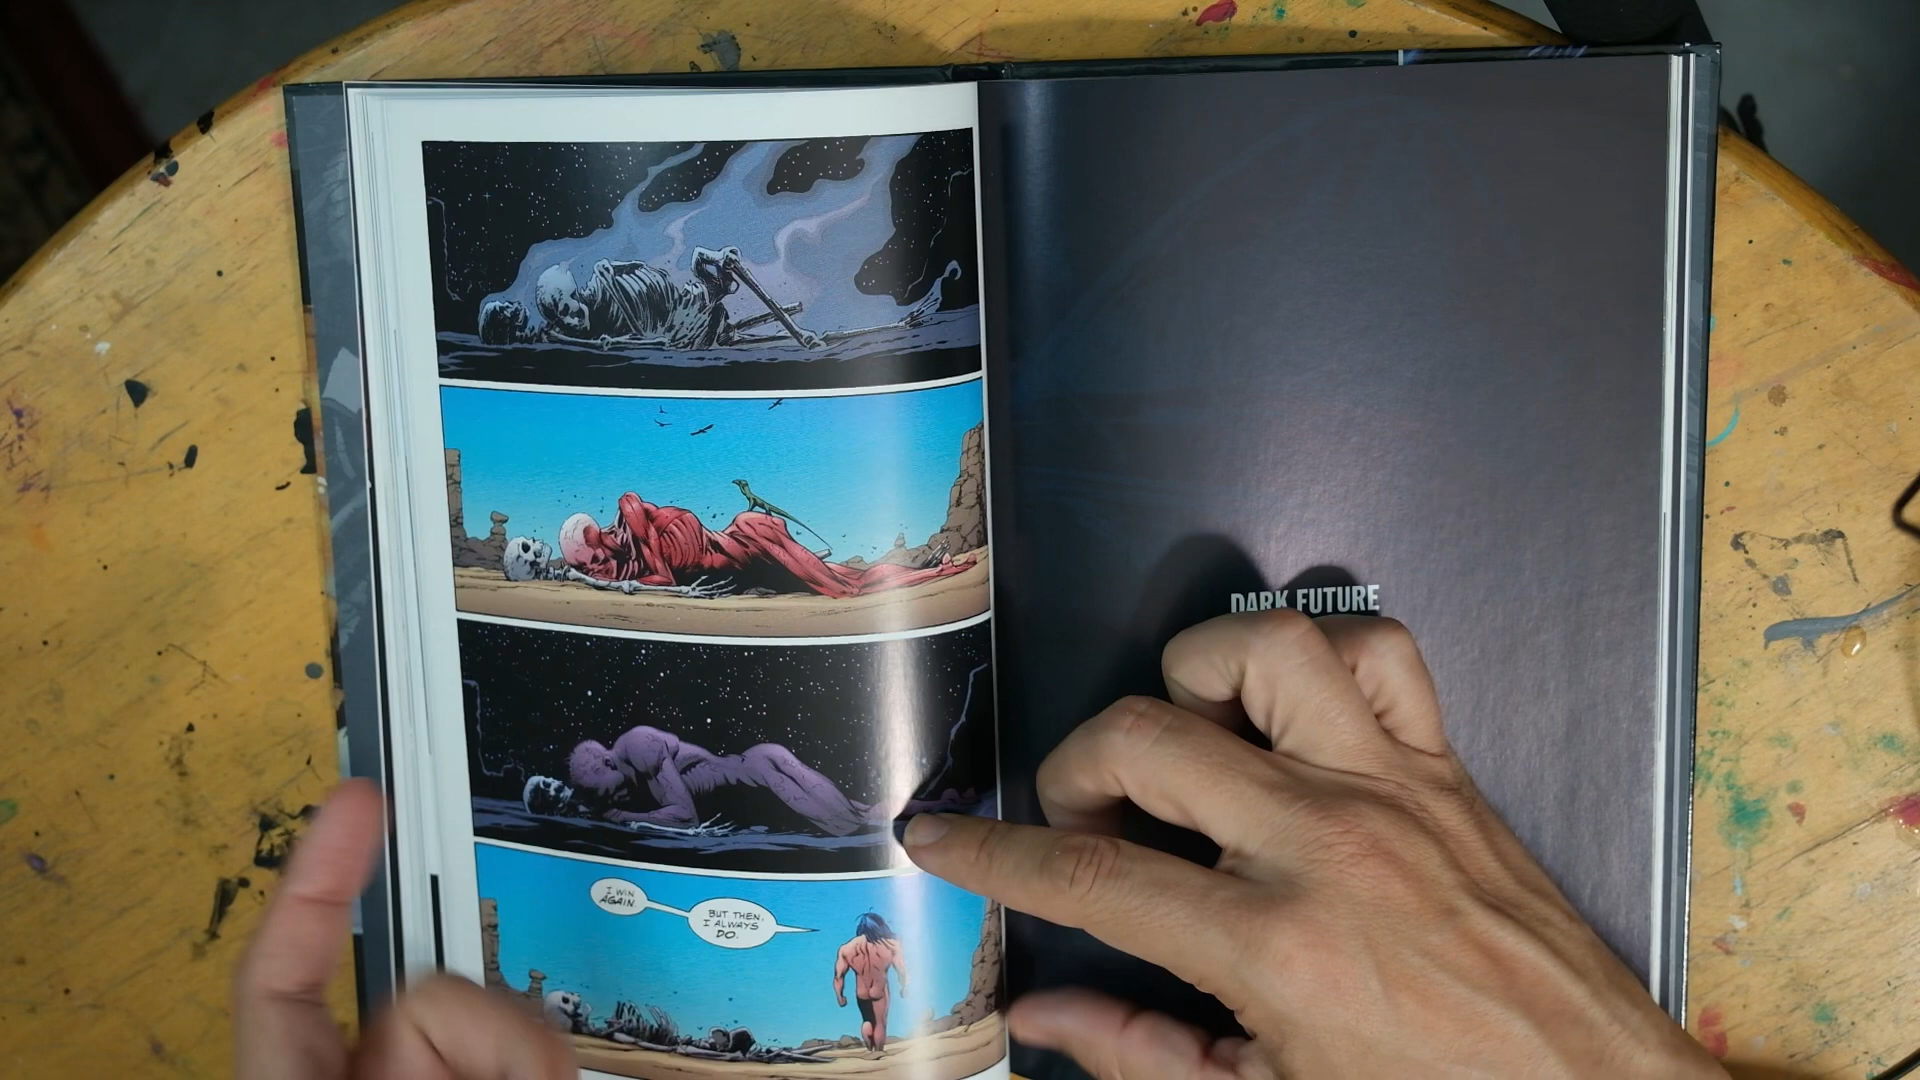 I WIN
AGAIN.
BUT THEN,
I ALWAYS
DO.
DARK FUTURE